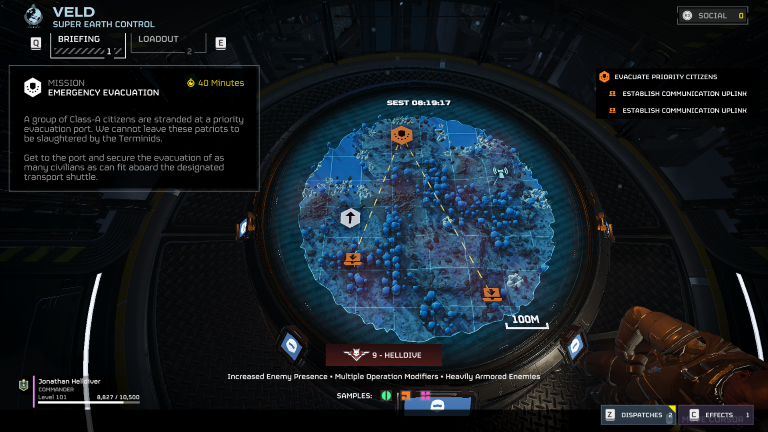 VELD
SUPER EARTH CONTROL
Q
BRIEFING
1
LOADOUT
2
E
SOCIAL 0
MISSION
EMERGENCY EVACUATION
40 Minutes
A group of Class-A citizens are stranded at a priority
evacuation port. We cannot leave these patriots to
be slaughtered by the Terminids.
Get to the port and secure the evacuation of as
many civilians as can fit aboard the designated
transport shuttle.
EVACUATE PRIORITY CITIZENS
ESTABLISH COMMUNICATION UPLINK
ESTABLISH COMMUNICATION UPLINK
SEST 08:19:17
100M
9 - HELLDIVE
Increased Enemy Presence • Multiple Operation Modifiers • Heavily Armored Enemies
SAMPLES:
Jonathan Helldiver
COMMANDER
Level 101
8,827 / 10,500
Z DISPATCHES 2
C EFFECTS 1
CURSOR